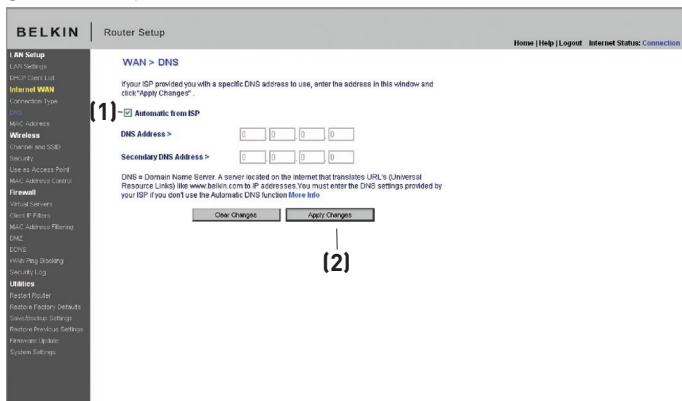 BELKIN
Router Setup
Home | Help | Logout Internet Status: Connection
LAN Setup
LAN Settings
DHCP Client List
Internet WAN
Connection Type
DNS
MAC Address
Wireless
Channel and SSID
Security
Use as Access Point
MAC Address Control
Firewall
Virtual Servers
Client IP Filters
MAC Address Filtering
DMZ
DDNS
WAN Ping Blocking
Security Log
Utilities
Restart Router
Restore Factory Defaults
Save/Backup Settings
Restore Previous Settings
Firmware Update
System Settings
WAN > DNS
If your ISP provided you with a specific DNS address to use, enter the address in this window and
click "Apply Changes".
(1)
Automatic from ISP
DNS Address > 0 . 0 . 0 . 0
Secondary DNS Address > 0 . 0 . 0 . 0
DNS = Domain Name Server. A server located on the Internet that translates URL's (Universal
Resource Links) like www.belkin.com to IP addresses.You must enter the DNS settings provided by
your ISP if you don't use the Automatic DNS function More Info
Clear Changes Apply Changes
(2)